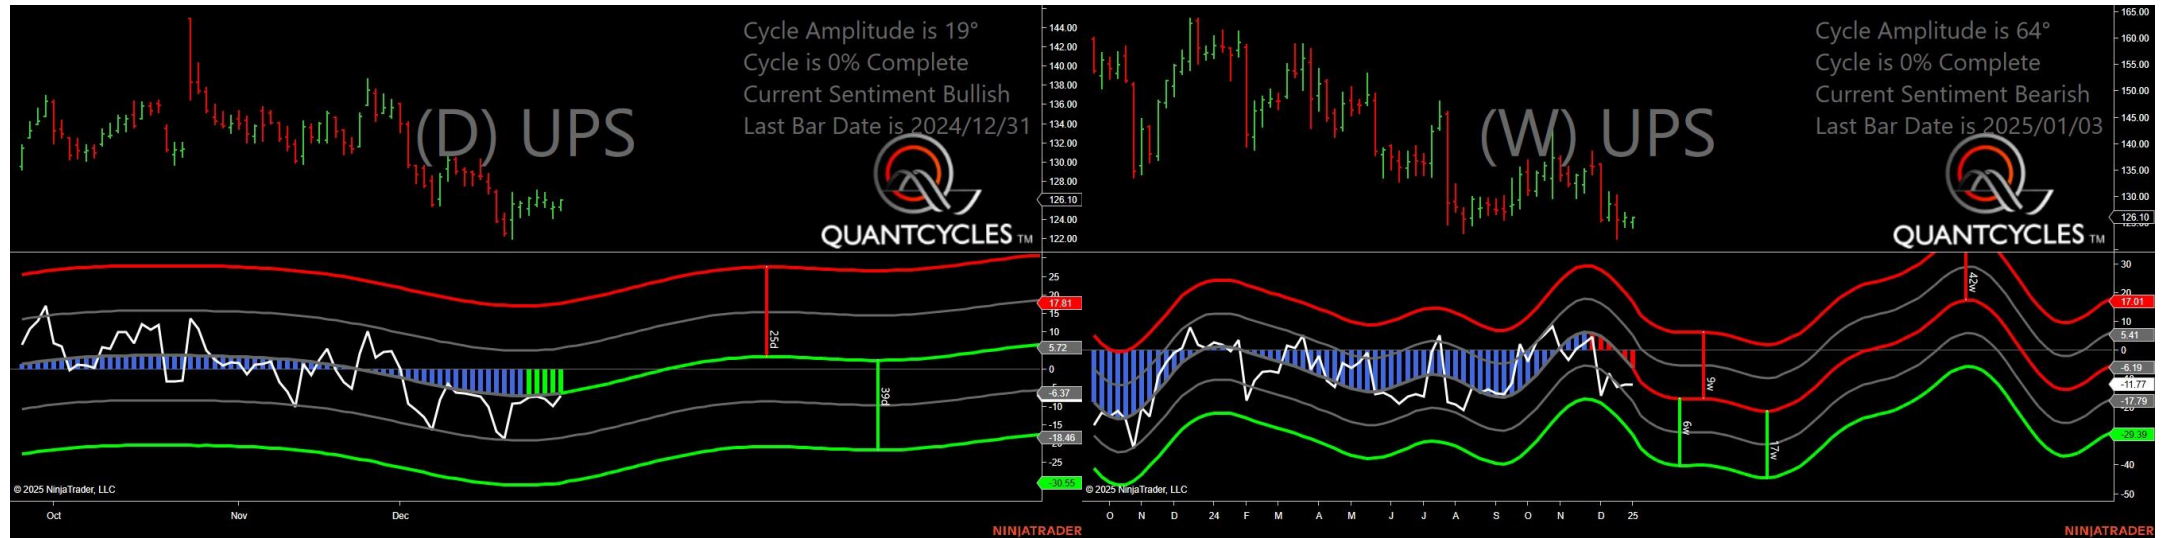 Cycle Amplitude is 19°
Cycle is 0% Complete
Current Sentiment Bullish
Last Bar Date is 2024/12/31
(D) UPS
QUANTCYCLES TM
144.00
142.00
140.00
138.00
136.00
134.00
132.00
130.00
128.00
126.10
124.00
122.00
25
17.81
15
10
5.72
0
-6.37
-10
-15
-18.46
-25
-30.55
25d
39d
© 2025 NinjaTrader, LLC
Oct Nov Dec
NINJATRADER
Cycle Amplitude is 64°
Cycle is 0% Complete
Current Sentiment Bearish
Last Bar Date is 2025/01/03
(W) UPS
QUANTCYCLES TM
165.00
160.00
155.00
150.00
145.00
140.00
135.00
130.00
126.10
30
20
17.01
10
5.41
0
-6.19
-11.77
-17.79
-29.39
-40
-50
9w
6w
17w
42w
© 2025 NinjaTrader, LLC
O N D 24 F M A M J J A S O N D 25
NINJATRADER